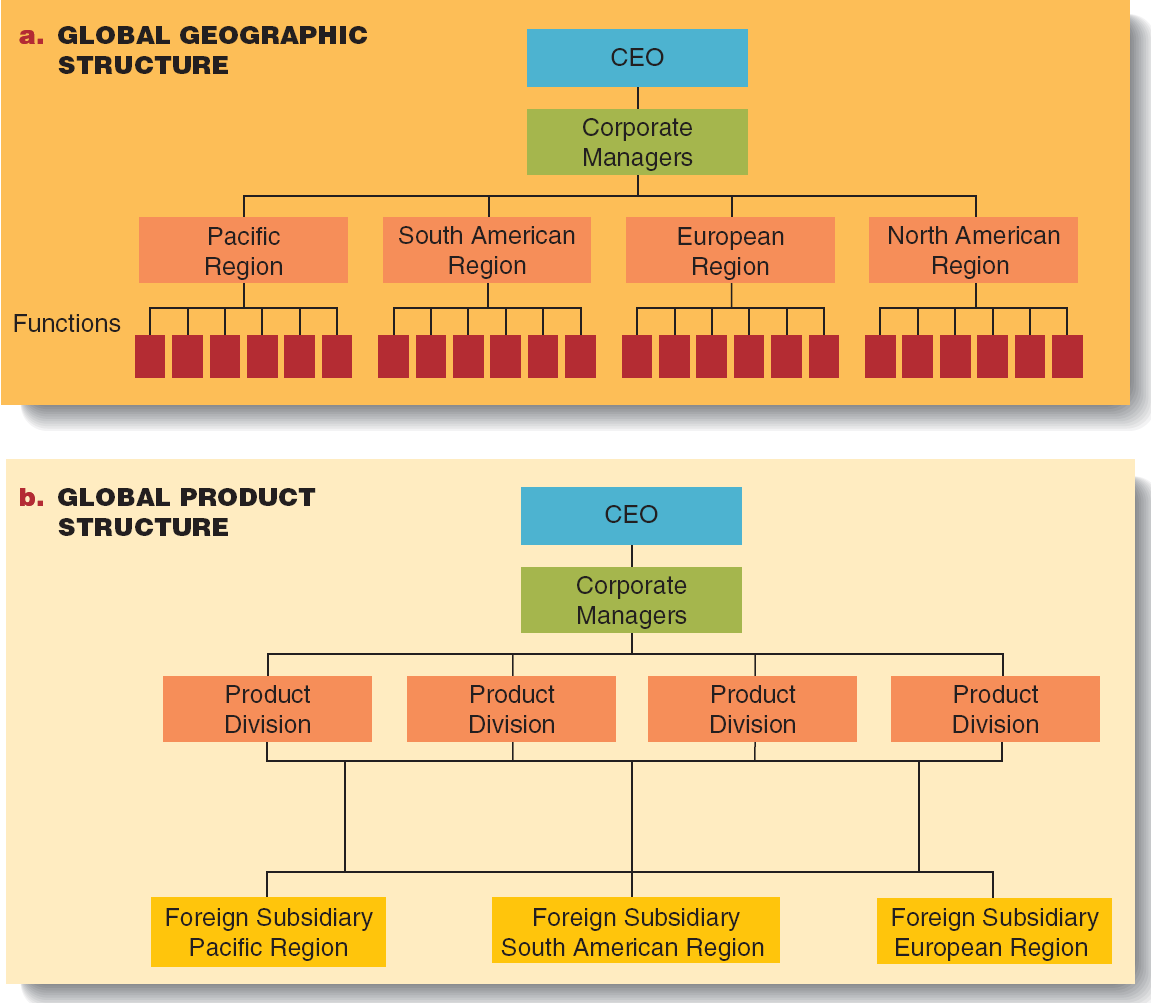 a. GLOBAL GEOGRAPHIC
STRUCTURE
CEO
Corporate
Managers
Pacific
Region
South American
Region
European
Region
North American
Region
Functions
b. GLOBAL PRODUCT
STRUCTURE
CEO
Corporate
Managers
Product
Division
Product
Division
Product
Division
Product
Division
Foreign Subsidiary
Pacific Region
Foreign Subsidiary
South American Region
Foreign Subsidiary
European Region